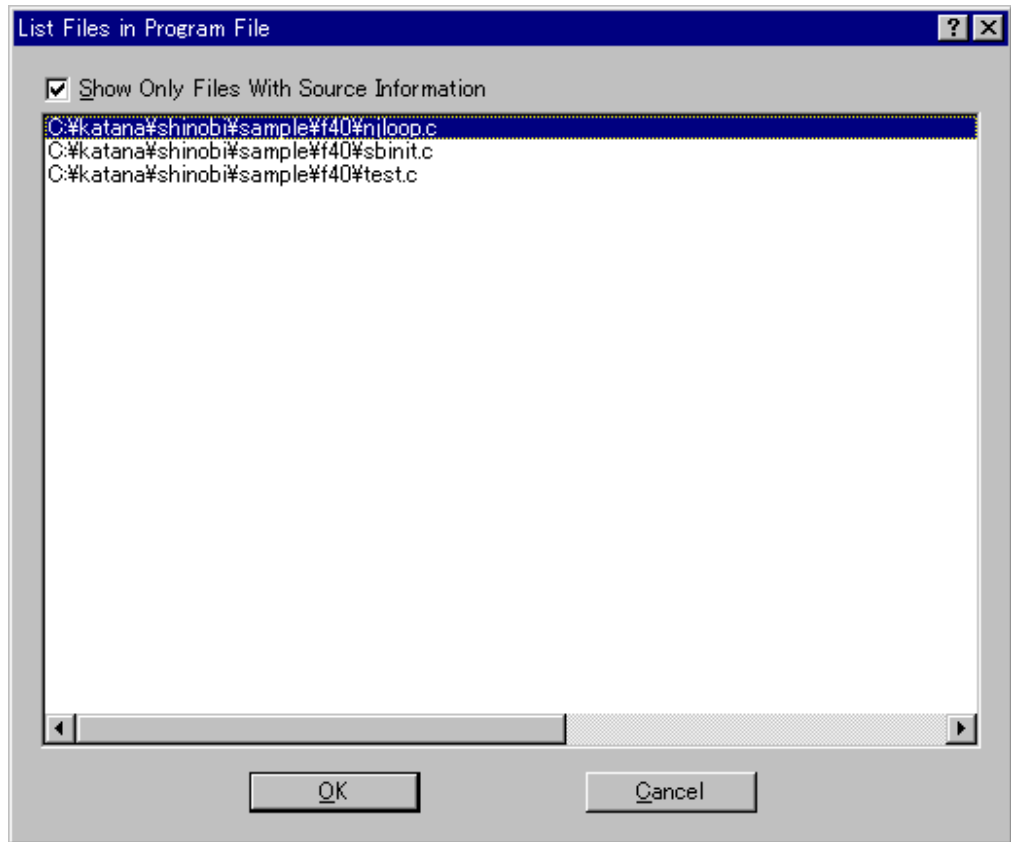 List Files in Program File
Show Only Files With Source Information
C:¥katana¥shinobi¥sample¥f40¥njloop.c
C:¥katana¥shinobi¥sample¥f40¥sbinit.c
C:¥katana¥shinobi¥sample¥f40¥test.c
OK
Cancel